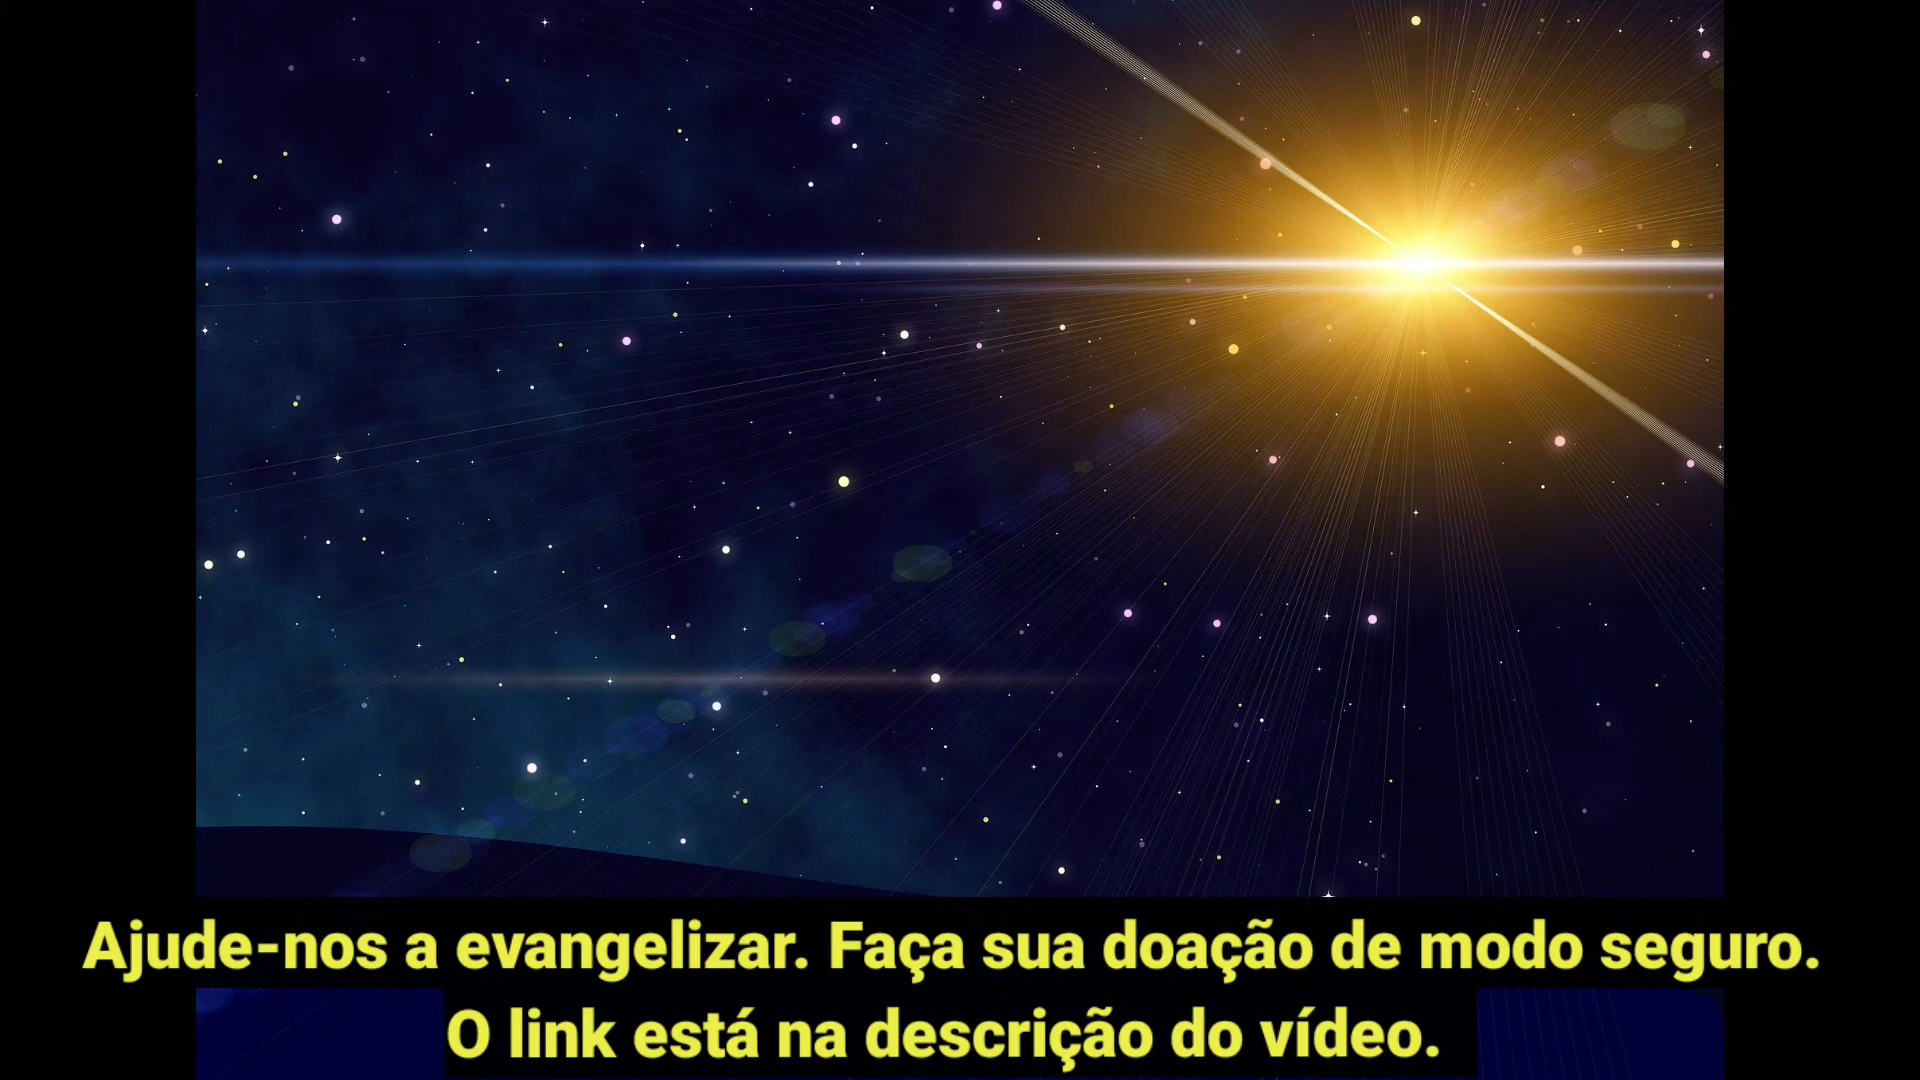 Ajude-nos a evangelizar. Faça sua doação de modo seguro.
O link está na descrição do vídeo.